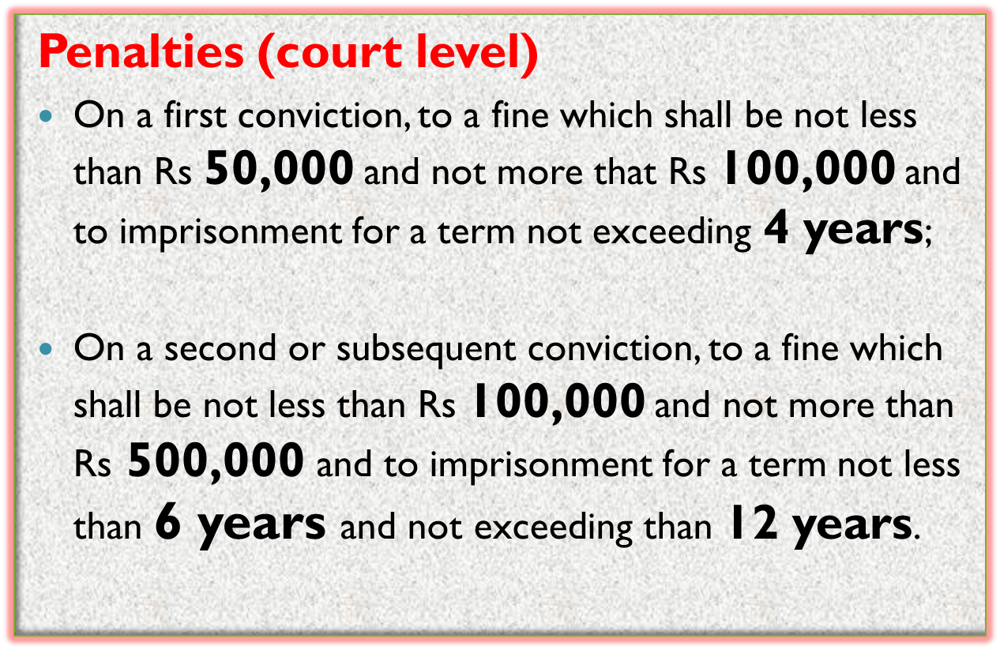 Penalties (court level)
• On a first conviction, to a fine which shall be not less
than Rs 50,000 and not more that Rs 100,000 and
to imprisonment for a term not exceeding 4 years;
• On a second or subsequent conviction, to a fine which
shall be not less than Rs 100,000 and not more than
Rs 500,000 and to imprisonment for a term not less
than 6 years and not exceeding than 12 years.